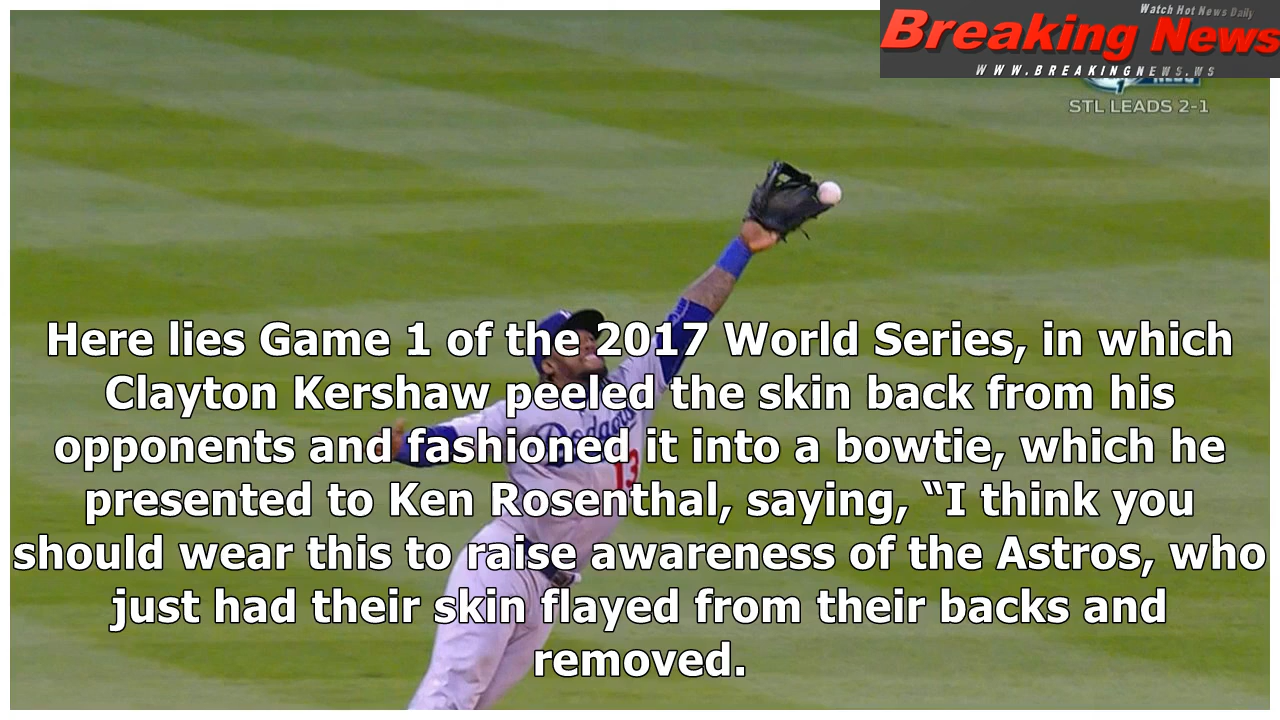 Watch Hot News Daily
Breaking News
WWW.BREAKINGNEWS.WS
STL LEADS 2-1
Here lies Game 1 of the 2017 World Series, in which
Clayton Kershaw peeled the skin back from his
opponents and fashioned it into a bowtie, which he
presented to Ken Rosenthal, saying, “I think you
should wear this to raise awareness of the Astros, who
just had their skin flayed from their backs and
removed.
Dodgers
13